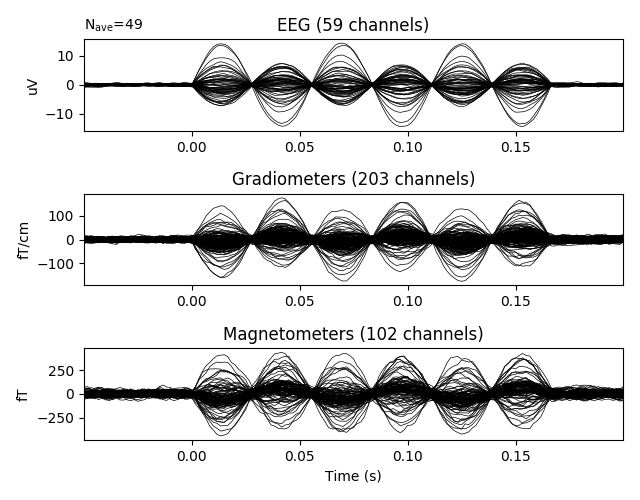 Nave=49
EEG (59 channels)
10
0
−10
uV
0.00 0.05 0.10 0.15
Gradiometers (203 channels)
100
0
−100
fT/cm
0.00 0.05 0.10 0.15
Magnetometers (102 channels)
250
0
−250
fT
0.00 0.05 0.10 0.15
Time (s)